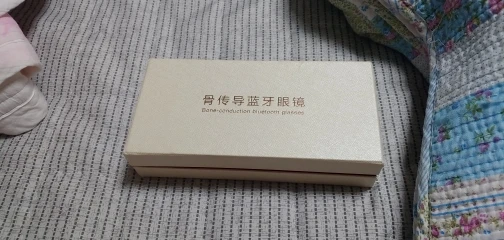 骨传导蓝牙眼镜
Bone-conduction bluetooth glasses